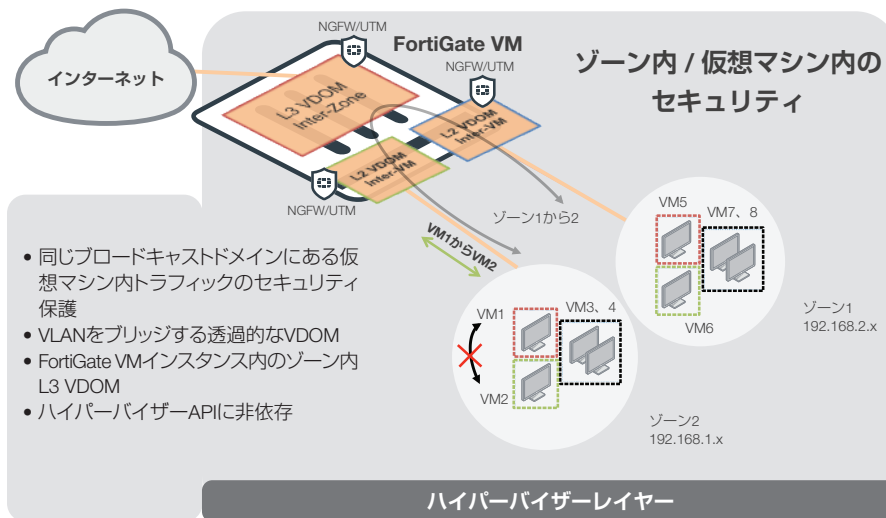 NGFW/UTM
FortiGate VM
ゾーン内 / 仮想マシン内の
セキュリティ
インターネット
NGFW/UTM
L3 VDOM
Inter-Zone
L2 VDOM
Inter-VM
L2 VDOM
Inter-VM
NGFW/UTM
ゾーン1から2
VM1からVM2
VM5
VM7、8
VM6
ゾーン1
192.168.2.x
• 同じブロードキャストドメインにある仮
想マシン内トラフィックのセキュリティ
保護
• VLANをブリッジする透過的なVDOM
• FortiGate VMインスタンス内のゾーン内
L3 VDOM
• ハイパーバイザーAPIに非依存
VM1
VM3、4
VM2
ゾーン2
192.168.1.x
ハイパーバイザーレイヤー